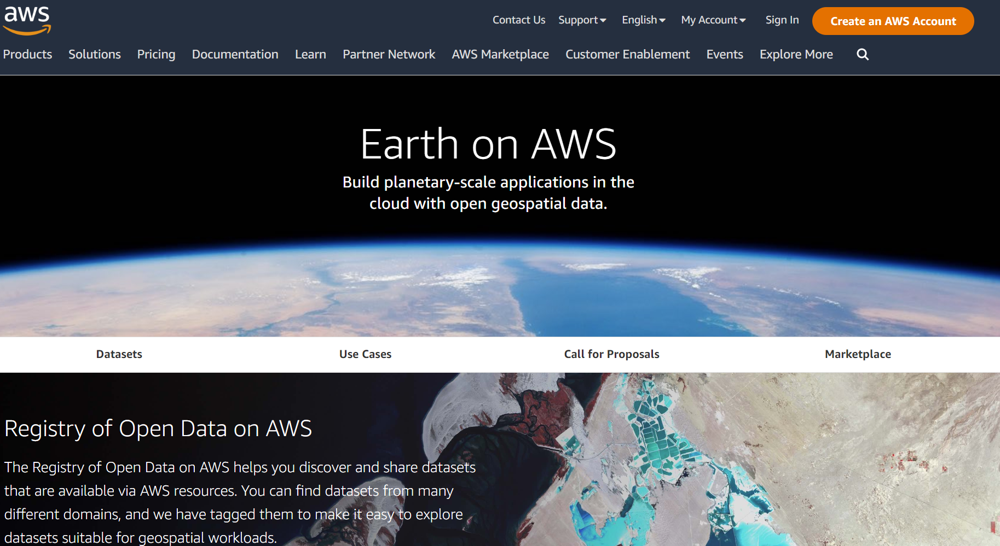 aws
Contact Us Support English My Account Sign In Create an AWS Account
Products Solutions Pricing Documentation Learn Partner Network AWS Marketplace Customer Enablement Events Explore More
Earth on AWS
Build planetary-scale applications in the
cloud with open geospatial data.
Datasets Use Cases Call for Proposals Marketplace
Registry of Open Data on AWS
The Registry of Open Data on AWS helps you discover and share datasets
that are available via AWS resources. You can find datasets from many
different domains, and we have tagged them to make it easy to explore
datasets suitable for geospatial workloads.